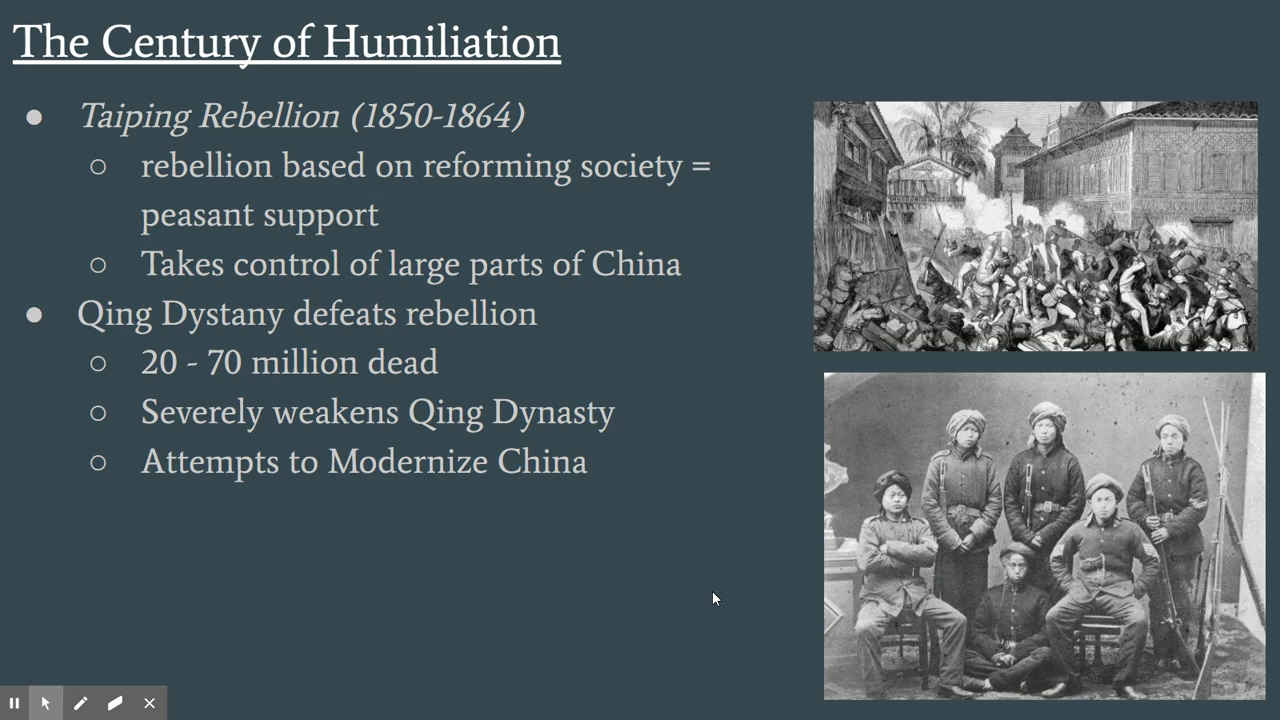 The Century of Humiliation
● Taiping Rebellion (1850-1864)
○ rebellion based on reforming society =
peasant support
○ Takes control of large parts of China
● Qing Dystany defeats rebellion
○ 20 - 70 million dead
○ Severely weakens Qing Dynasty
○ Attempts to Modernize China